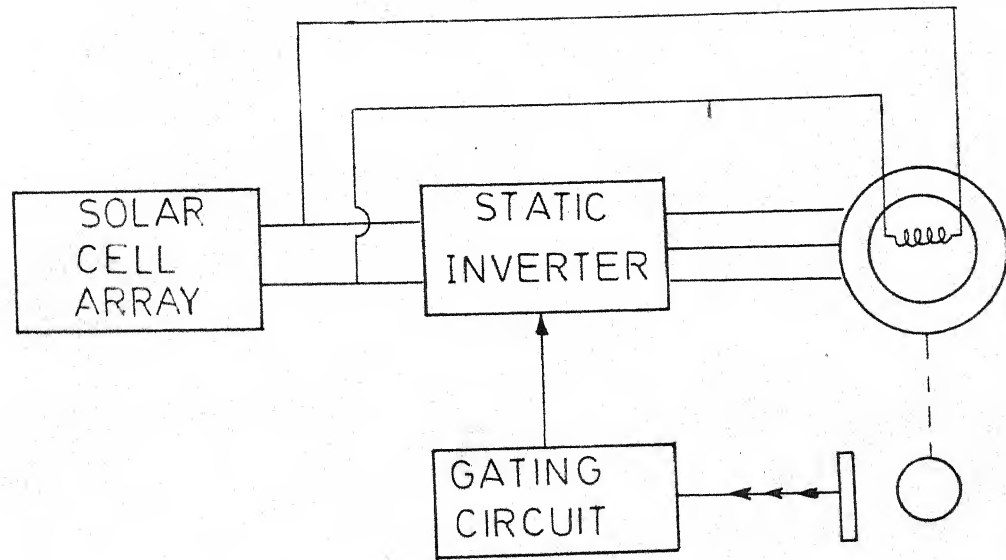 SOLAR
CELL
ARRAY
STATIC
INVERTER
GATING
CIRCUIT